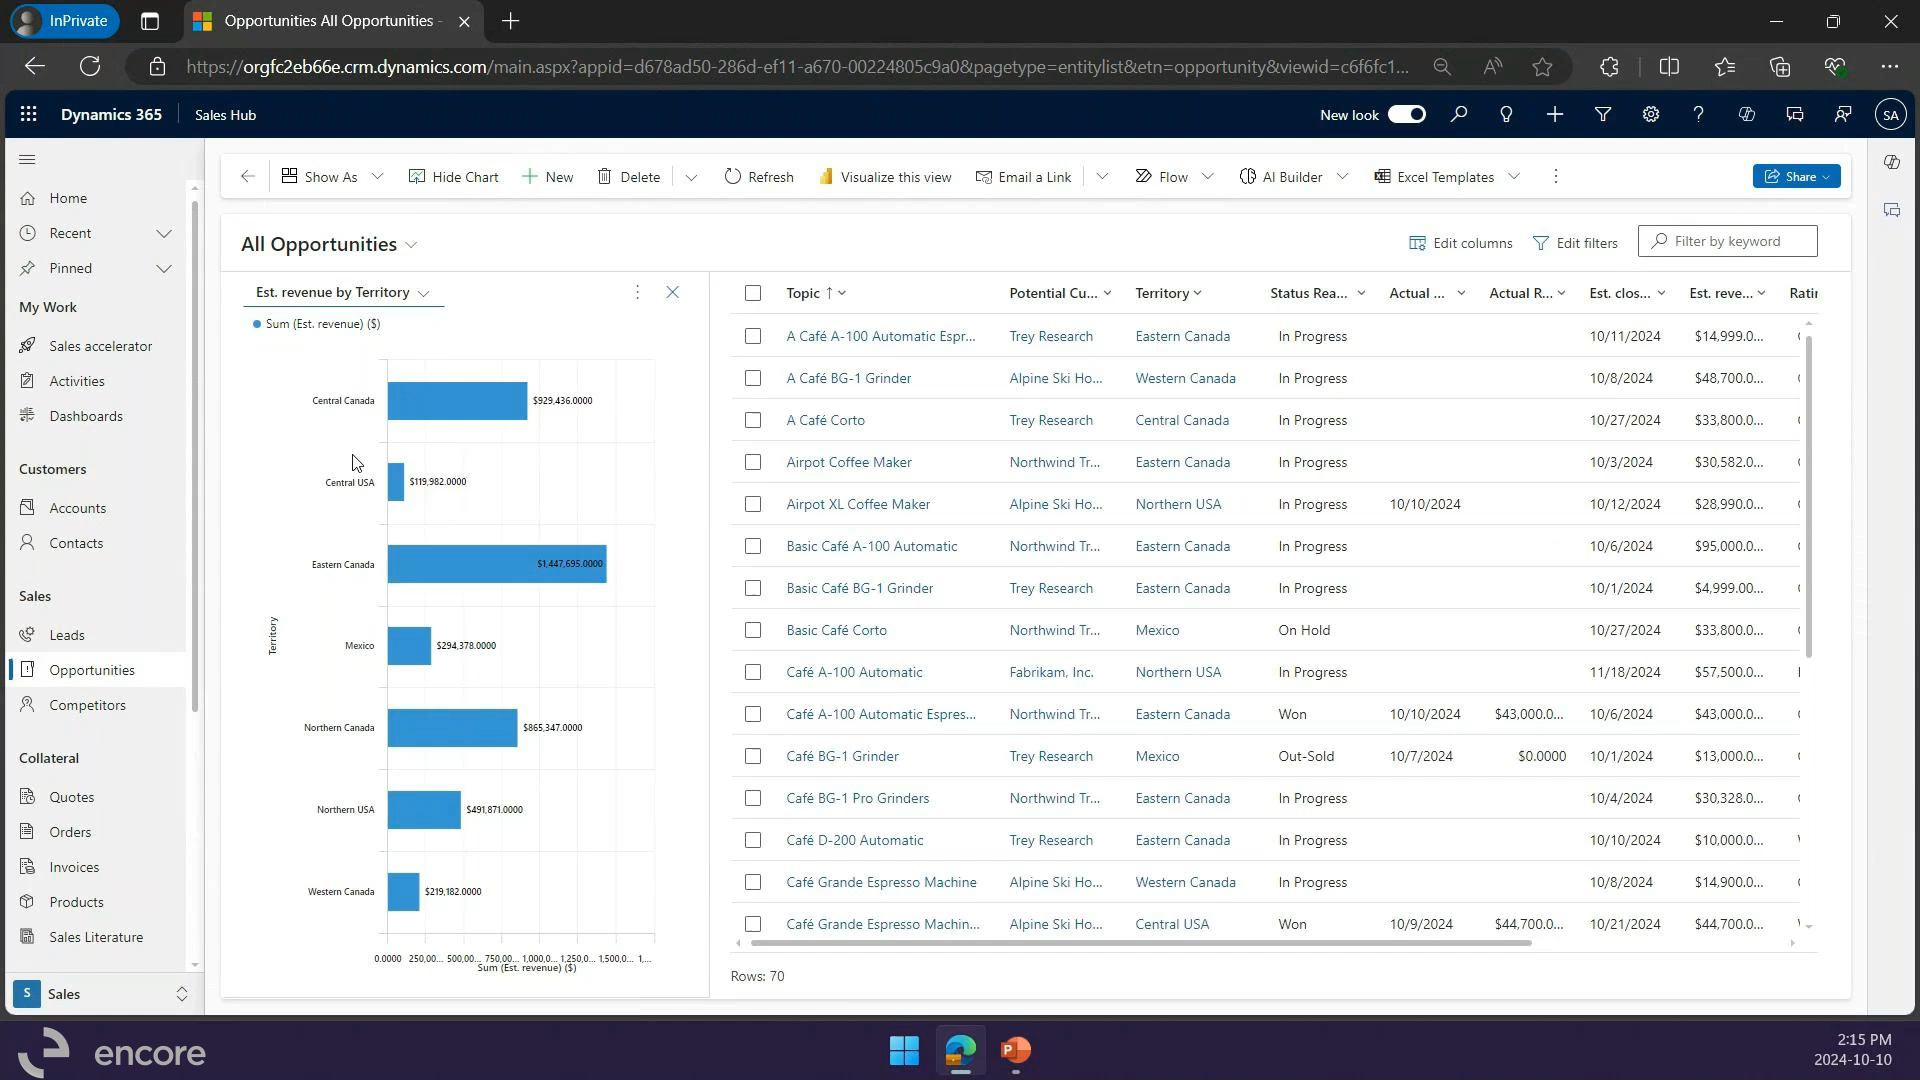 InPrivate
Opportunities All Opportunities -
https://orgfc2eb66e.crm.dynamics.com/main.aspx?appid=d678ad50-286d-ef11-a670-00224805c9a0&pagetype=entitylist&etn=opportunity&viewid=c6f6fc1...
Dynamics 365 Sales Hub New look SA
Show As Hide Chart New Delete Refresh Visualize this view Email a Link Flow AI Builder Excel Templates Share
Home
Recent
Pinned
My Work
Sales accelerator
Activities
Dashboards
Customers
Accounts
Contacts
Sales
Leads
Opportunities
Competitors
Collateral
Quotes
Orders
Invoices
Products
Sales Literature
S Sales
All Opportunities
Edit columns Edit filters Filter by keyword
Est. revenue by Territory
Sum (Est. revenue) ($)
Territory
Central Canada $929,436.0000
Central USA $119,982.0000
Eastern Canada $1,447,695.0000
Mexico $294,378.0000
Northern Canada $865,347.0000
Northern USA $491,871.0000
Western Canada $219,182.0000
0.0000 250,00... 500,00... 750,00... 1,000,0... 1,250,0... 1,500,0... 1,...
Sum (Est. revenue) ($)
Topic ↑ Potential Cu... Territory Status Rea... Actual ... Actual R... Est. clos... Est. reve... Ratin
A Café A-100 Automatic Espr... Trey Research Eastern Canada In Progress 10/11/2024 $14,999.0...
A Café BG-1 Grinder Alpine Ski Ho... Western Canada In Progress 10/8/2024 $48,700.0...
A Café Corto Trey Research Central Canada In Progress 10/27/2024 $33,800.0...
Airpot Coffee Maker Northwind Tr... Eastern Canada In Progress 10/3/2024 $30,582.0...
Airpot XL Coffee Maker Alpine Ski Ho... Northern USA In Progress 10/10/2024 10/12/2024 $28,990.0...
Basic Café A-100 Automatic Northwind Tr... Eastern Canada In Progress 10/6/2024 $95,000.0...
Basic Café BG-1 Grinder Trey Research Eastern Canada In Progress 10/1/2024 $4,999.00...
Basic Café Corto Northwind Tr... Mexico On Hold 10/27/2024 $33,800.0...
Café A-100 Automatic Fabrikam, Inc. Northern USA In Progress 11/18/2024 $57,500.0...
Café A-100 Automatic Espres... Northwind Tr... Eastern Canada Won 10/10/2024 $43,000.0... 10/6/2024 $43,000.0...
Café BG-1 Grinder Trey Research Mexico Out-Sold 10/7/2024 $0.0000 10/1/2024 $13,000.0...
Café BG-1 Pro Grinders Northwind Tr... Eastern Canada In Progress 10/4/2024 $30,328.0...
Café D-200 Automatic Trey Research Eastern Canada In Progress 10/10/2024 $10,000.0...
Café Grande Espresso Machine Alpine Ski Ho... Western Canada In Progress 10/8/2024 $14,900.0...
Café Grande Espresso Machin... Alpine Ski Ho... Central USA Won 10/9/2024 $44,700.0... 10/21/2024 $44,700.0...
Rows: 70
encore
2:15 PM
2024-10-10